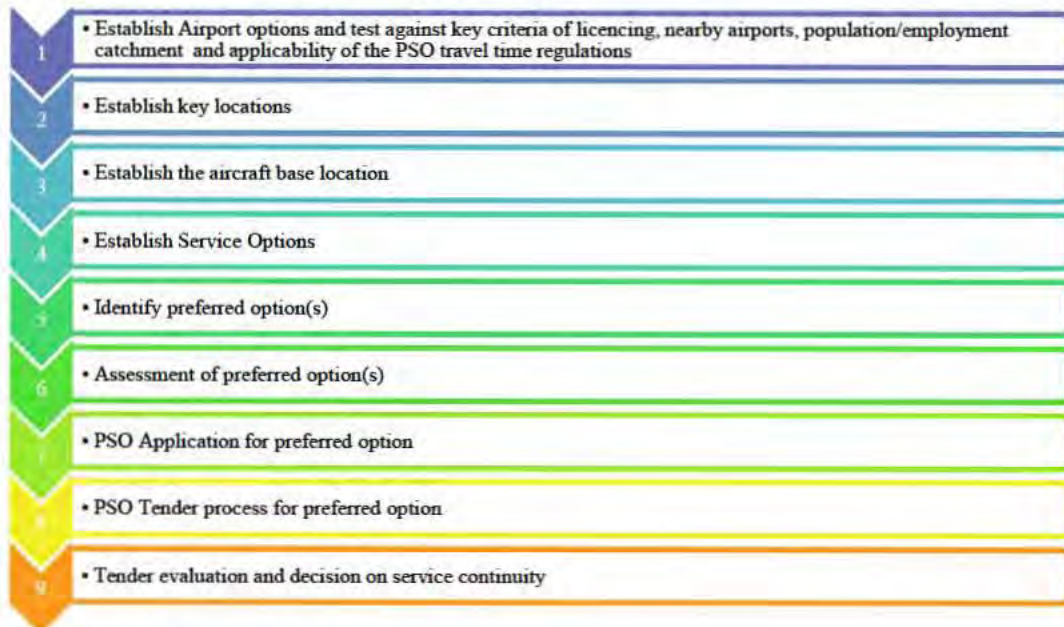 1
• Establish Airport options and test against key criteria of licencing, nearby airports, population/employment
catchment and applicability of the PSO travel time regulations
2
• Establish key locations
3
• Establish the aircraft base location
4
• Establish Service Options
5
• Identify preferred option(s)
6
• Assessment of preferred option(s)
• PSO Application for preferred option
• PSO Tender process for preferred option
9
• Tender evaluation and decision on service continuity